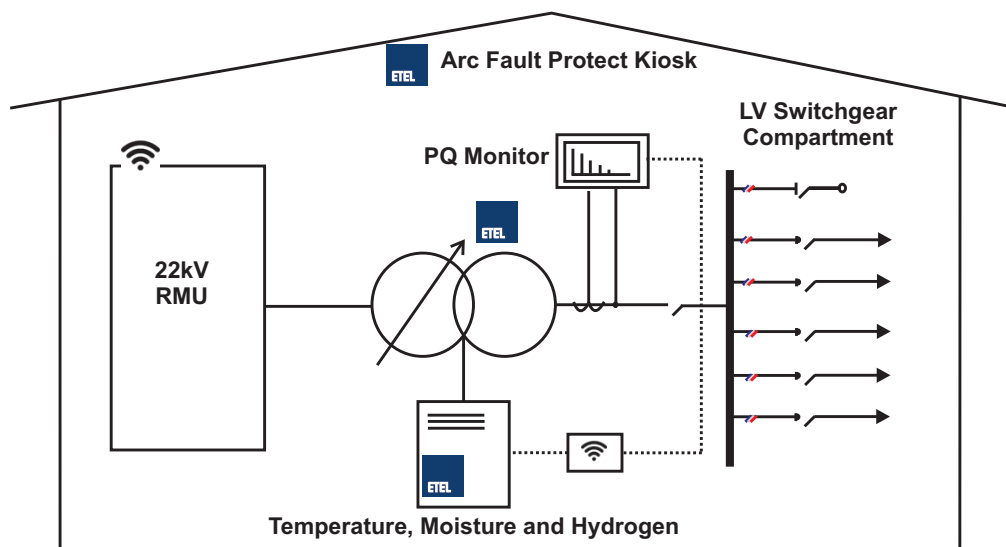 ETEL
Arc Fault Protect Kiosk
LV Switchgear
Compartment
PQ Monitor
ETEL
22kV
RMU
ETEL
Temperature, Moisture and Hydrogen